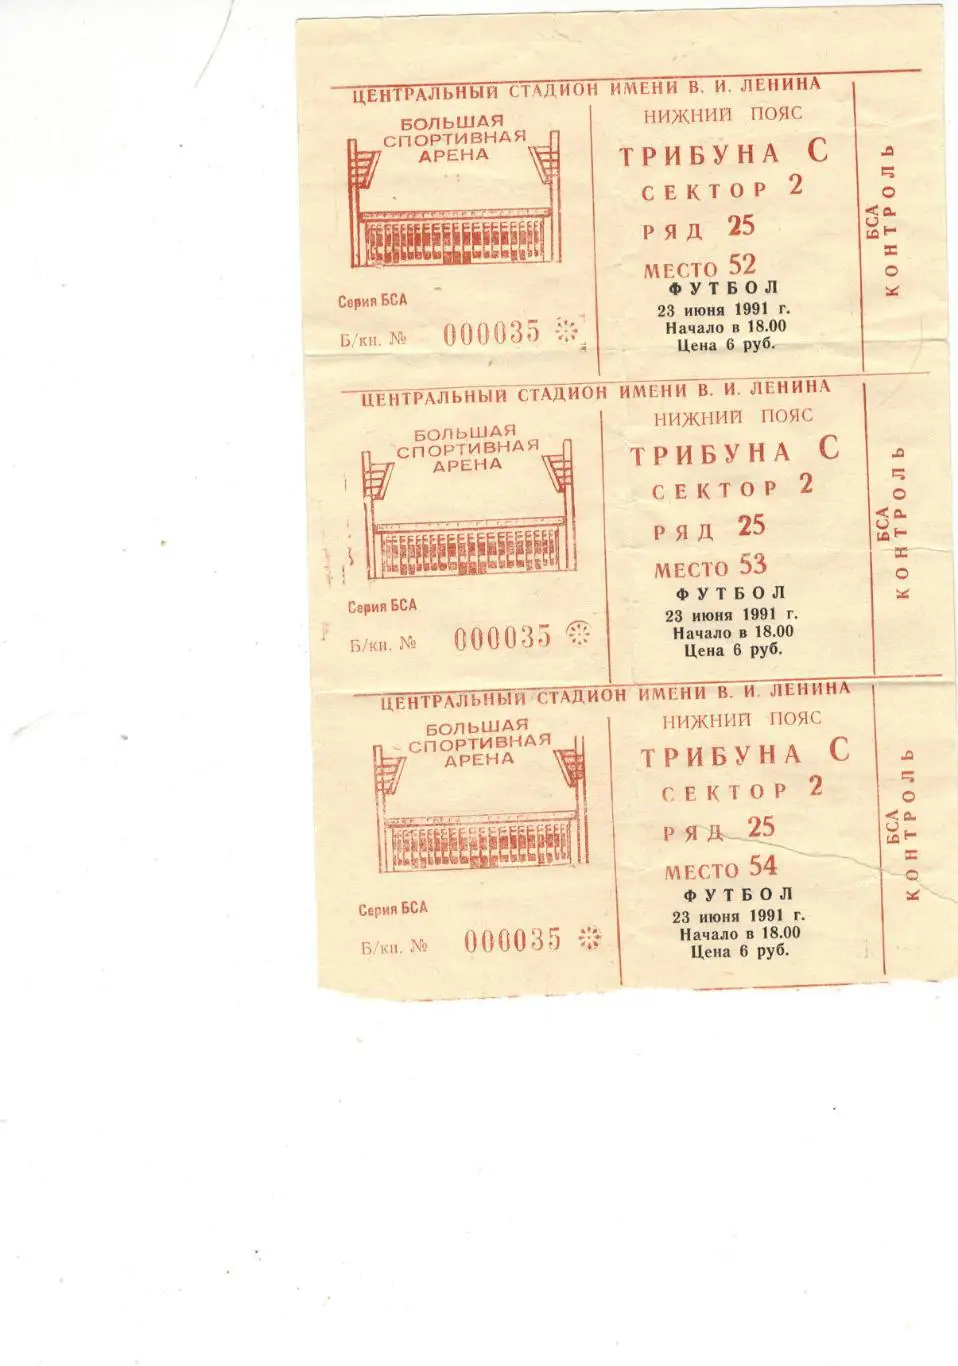 ЦЕНТРАЛЬНЫЙ СТАДИОН ИМЕНИ В. И. ЛЕНИНА
БОЛЬШАЯ
СПОРТИВНАЯ
АРЕНА
Серия БСА
Б/кн. № 000035
НИЖНИЙ ПОЯС
ТРИБУНА С
СЕКТОР 2
РЯД 25
МЕСТО 52
ФУТБОЛ
23 июня 1991 г.
Начало в 18.00
Цена 6 руб.
БСА
КОНТРОЛЬ
ЦЕНТРАЛЬНЫЙ СТАДИОН ИМЕНИ В. И. ЛЕНИНА
БОЛЬШАЯ
СПОРТИВНАЯ
АРЕНА
Серия БСА
Б/кн. № 000035
НИЖНИЙ ПОЯС
ТРИБУНА С
СЕКТОР 2
РЯД 25
МЕСТО 53
ФУТБОЛ
23 июня 1991 г.
Начало в 18.00
Цена 6 руб.
БСА
КОНТРОЛЬ
ЦЕНТРАЛЬНЫЙ СТАДИОН ИМЕНИ В. И. ЛЕНИНА
БОЛЬШАЯ
СПОРТИВНАЯ
АРЕНА
Серия БСА
Б/кн. № 000035
НИЖНИЙ ПОЯС
ТРИБУНА С
СЕКТОР 2
РЯД 25
МЕСТО 54
ФУТБОЛ
23 июня 1991 г.
Начало в 18.00
Цена 6 руб.
БСА
КОНТРОЛЬ